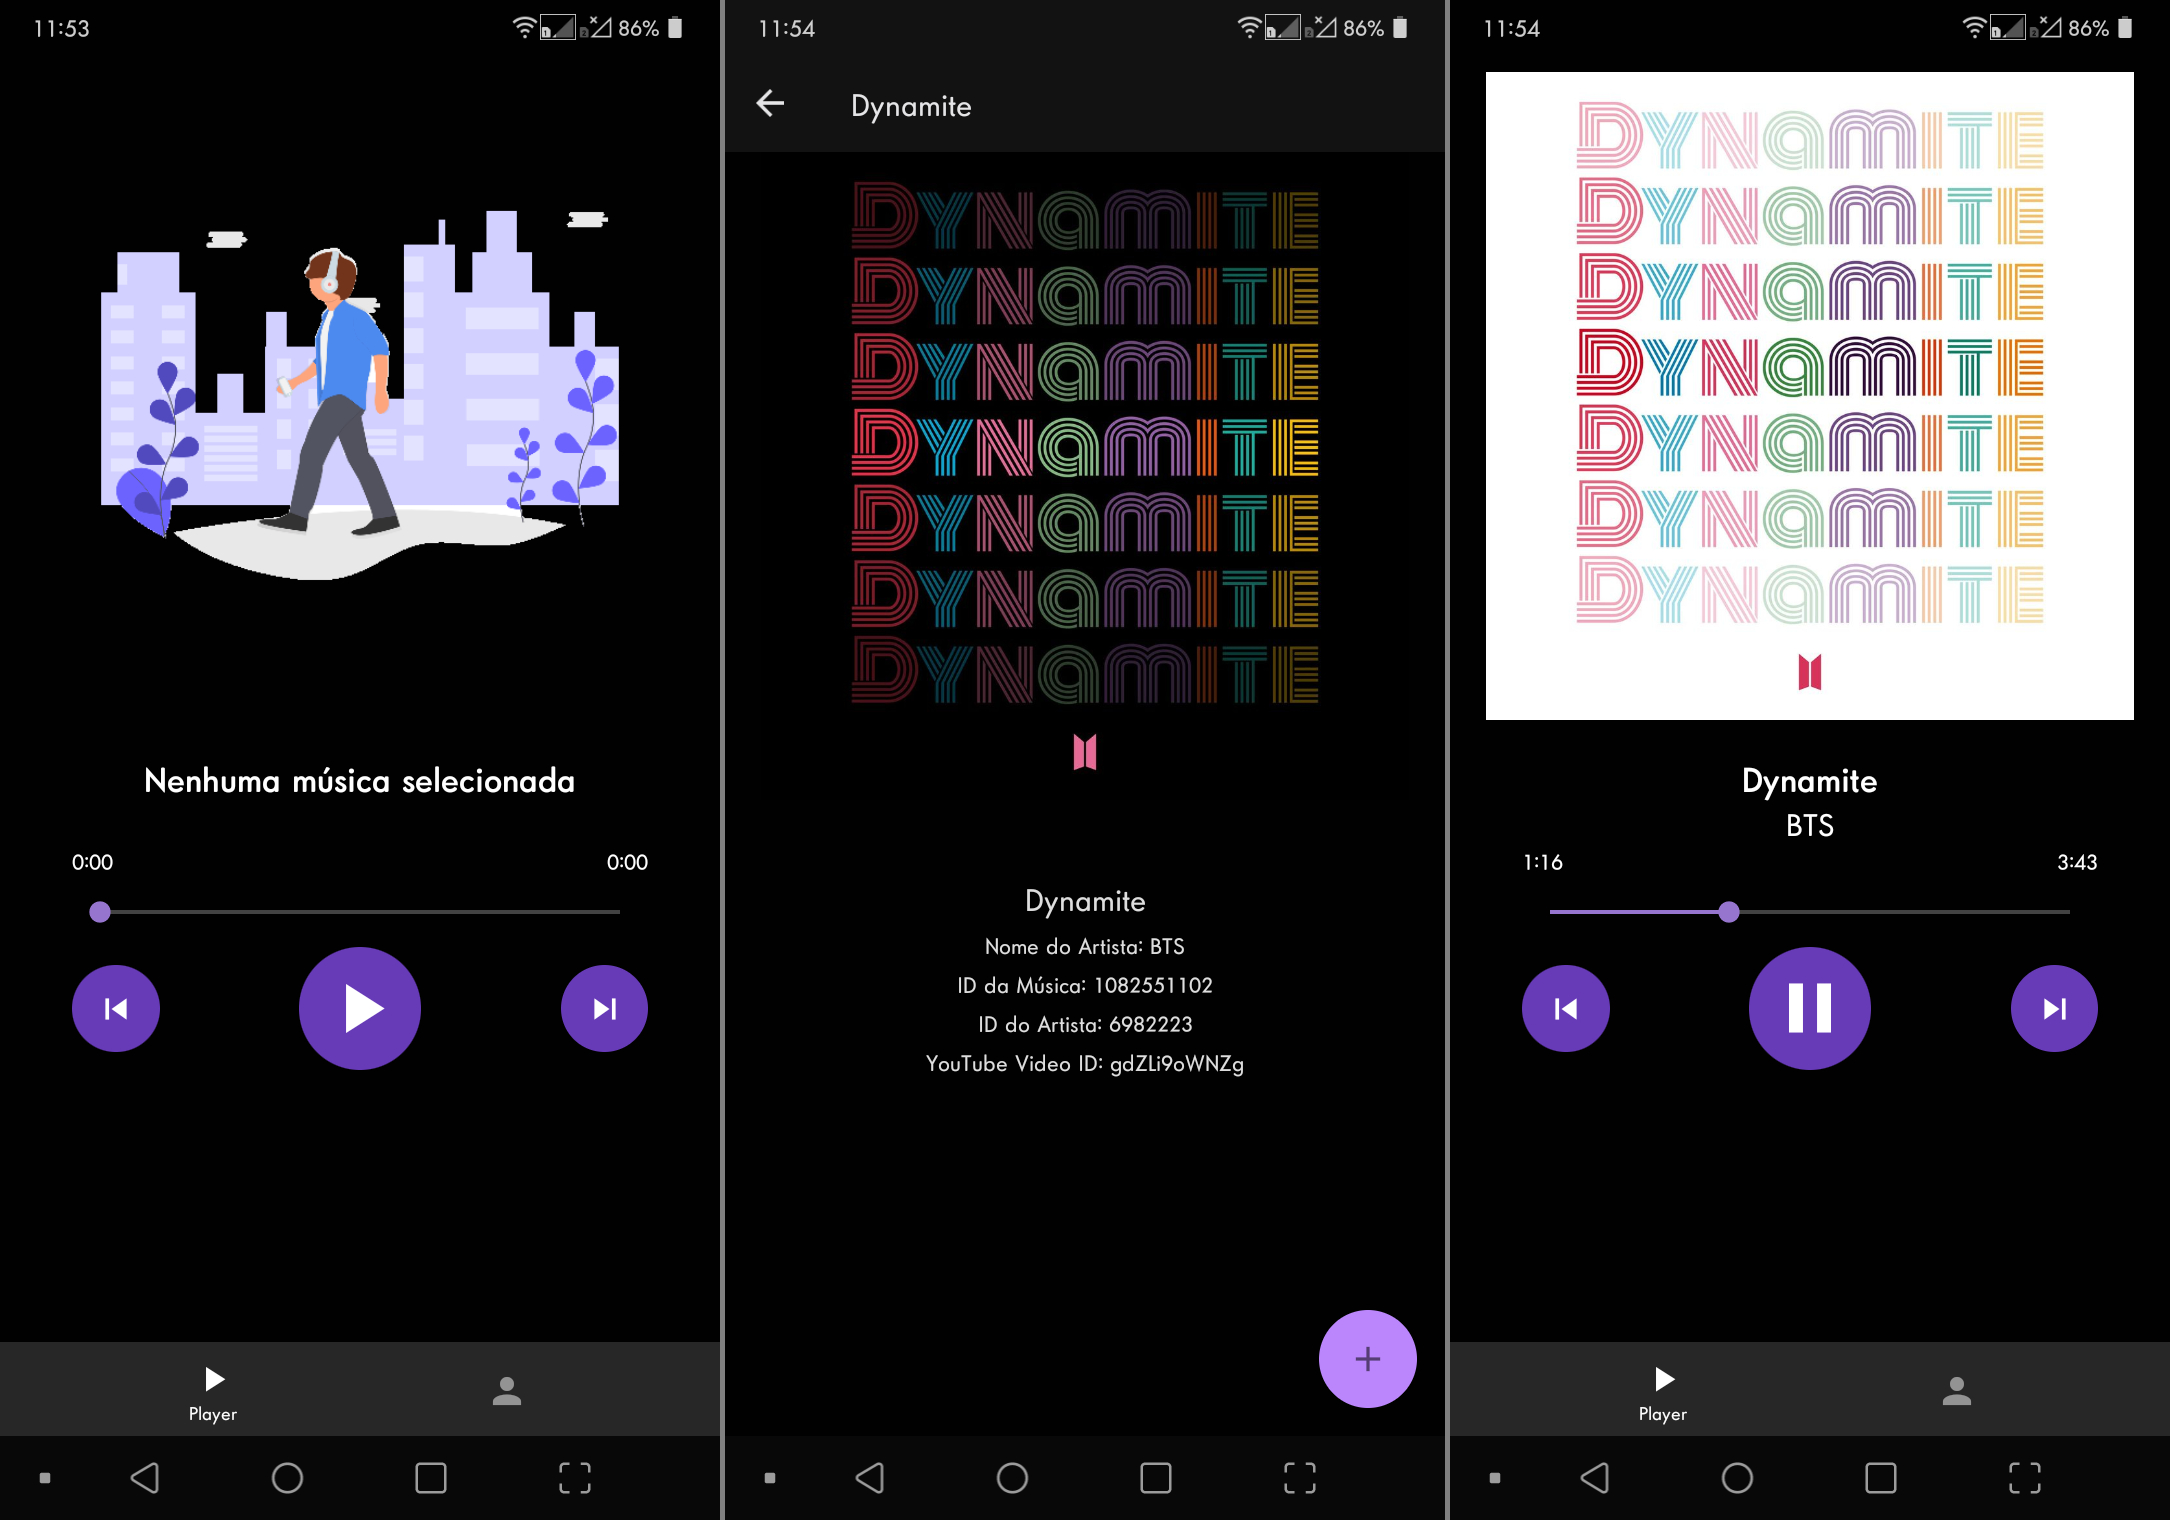 11:53
86%
Nenhuma música selecionada
0:00
0:00
Player
11:54
86%
Dynamite
DYNAMITE
DYNAMITE
DYNAMITE
DYNAMITE
DYNAMITE
DYNAMITE
DYNAMITE
Dynamite
Nome do Artista: BTS
ID da Música: 1082551102
ID do Artista: 6982223
YouTube Video ID: gdZLi9oWNZg
11:54
86%
DYNAMITE
DYNAMITE
DYNAMITE
DYNAMITE
DYNAMITE
DYNAMITE
DYNAMITE
Dynamite
BTS
1:16
3:43
Player